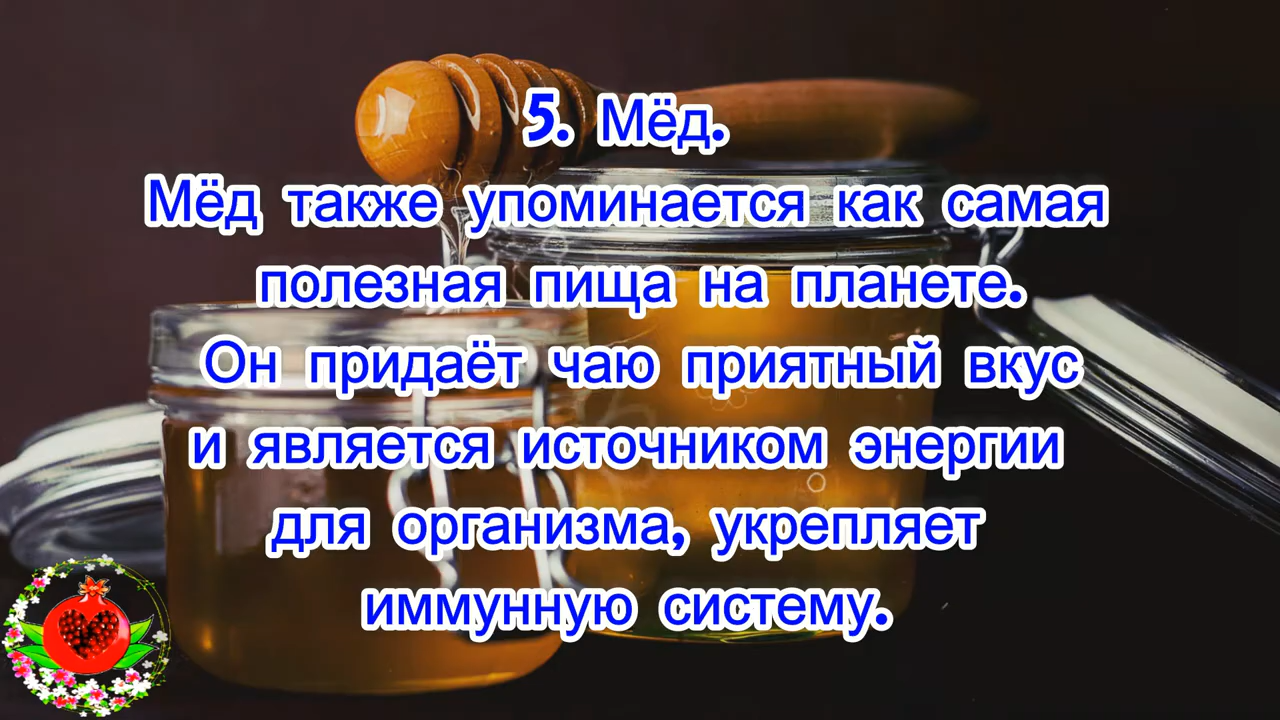 5. Мёд.
Мёд также упоминается как самая
полезная пища на планете.
Он придаёт чаю приятный вкус
и является источником энергии
для организма, укрепляет
иммунную систему.